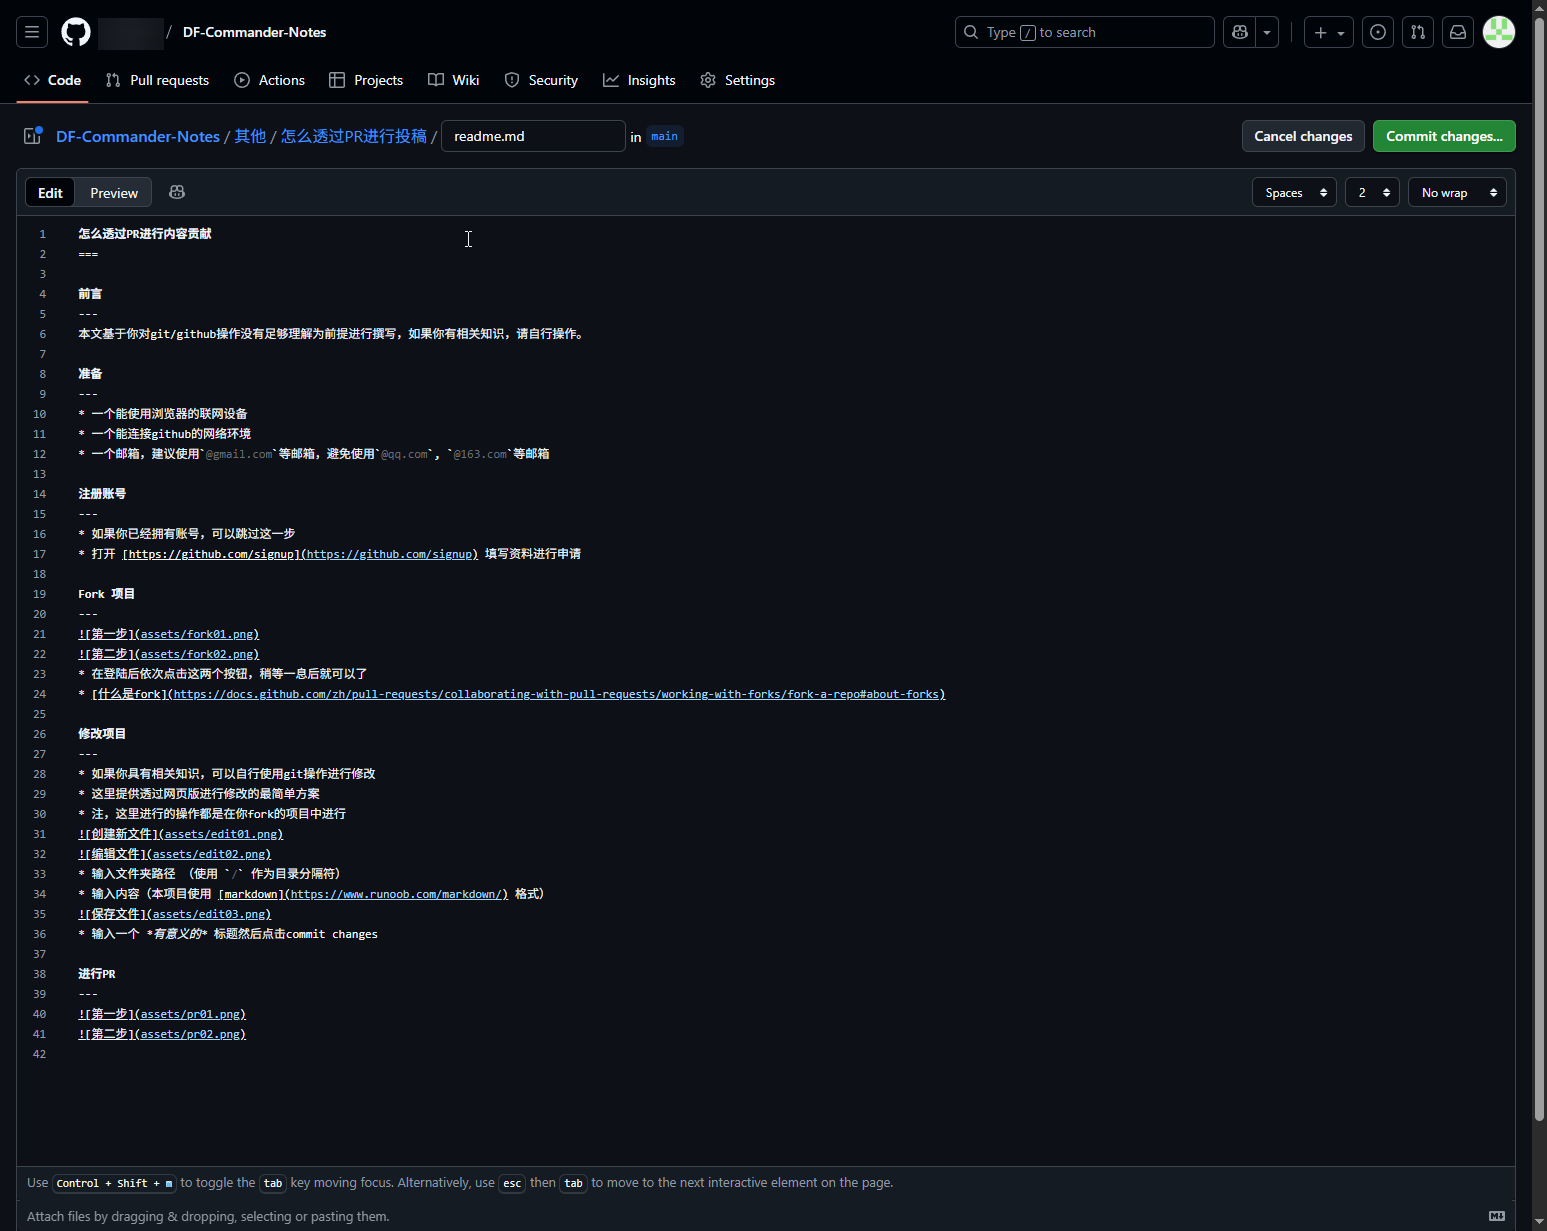 / DF-Commander-Notes
Type / to search
Code Pull requests Actions Projects Wiki Security Insights Settings
DF-Commander-Notes / 其他 / 怎么透过PR进行投稿 / readme.md in main
Cancel changes Commit changes...
Edit Preview
Spaces 2 No wrap
1 怎么透过PR进行内容贡献
2 ===
3
4 前言
5 ---
6 本文基于你对git/github操作没有足够理解为前提进行撰写，如果你有相关知识，请自行操作。
7
8 准备
9 ---
10 * 一个能使用浏览器的联网设备
11 * 一个能连接github的网络环境
12 * 一个邮箱，建议使用`@gmail.com`等邮箱，避免使用`@qq.com`, `@163.com`等邮箱
13
14 注册账号
15 ---
16 * 如果你已经拥有账号，可以跳过这一步
17 * 打开 [https://github.com/signup](https://github.com/signup) 填写资料进行申请
18
19 Fork 项目
20 ---
21 ![第一步](assets/fork01.png)
22 ![第二步](assets/fork02.png)
23 * 在登陆后依次点击这两个按钮，稍等一息后就可以了
24 * [什么是fork](https://docs.github.com/zh/pull-requests/collaborating-with-pull-requests/working-with-forks/fork-a-repo#about-forks)
25
26 修改项目
27 ---
28 * 如果你具有相关知识，可以自行使用git操作进行修改
29 * 这里提供透过网页版进行修改的最简单方案
30 * 注，这里进行的操作都是在你fork的项目中进行
31 ![创建新文件](assets/edit01.png)
32 ![编辑文件](assets/edit02.png)
33 * 输入文件夹路径 （使用 `/` 作为目录分隔符）
34 * 输入内容（本项目使用 [markdown](https://www.runoob.com/markdown/) 格式）
35 ![保存文件](assets/edit03.png)
36 * 输入一个 *有意义的* 标题然后点击commit changes
37
38 进行PR
39 ---
40 ![第一步](assets/pr01.png)
41 ![第二步](assets/pr02.png)
42
Use Control + Shift + m to toggle the tab key moving focus. Alternatively, use esc then tab to move to the next interactive element on the page.
Attach files by dragging & dropping, selecting or pasting them.